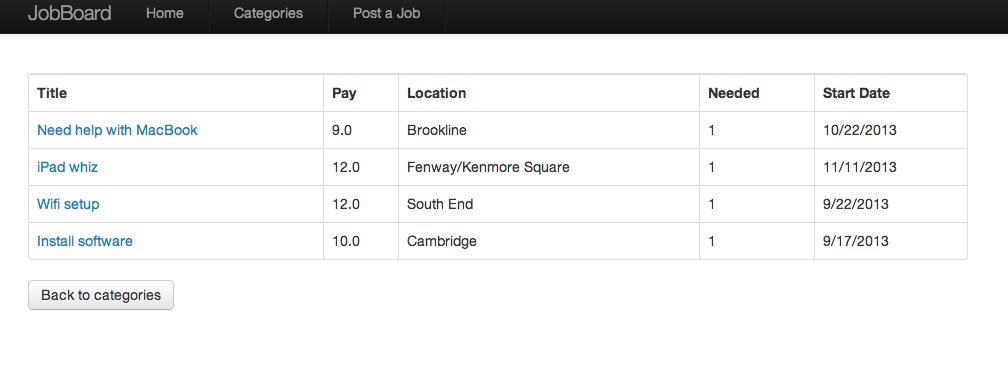 JobBoard Home Categories Post a Job
Title Pay Location Needed Start Date
Need help with MacBook 9.0 Brookline 1 10/22/2013
iPad whiz 12.0 Fenway/Kenmore Square 1 11/11/2013
Wifi setup 12.0 South End 1 9/22/2013
Install software 10.0 Cambridge 1 9/17/2013
Back to categories